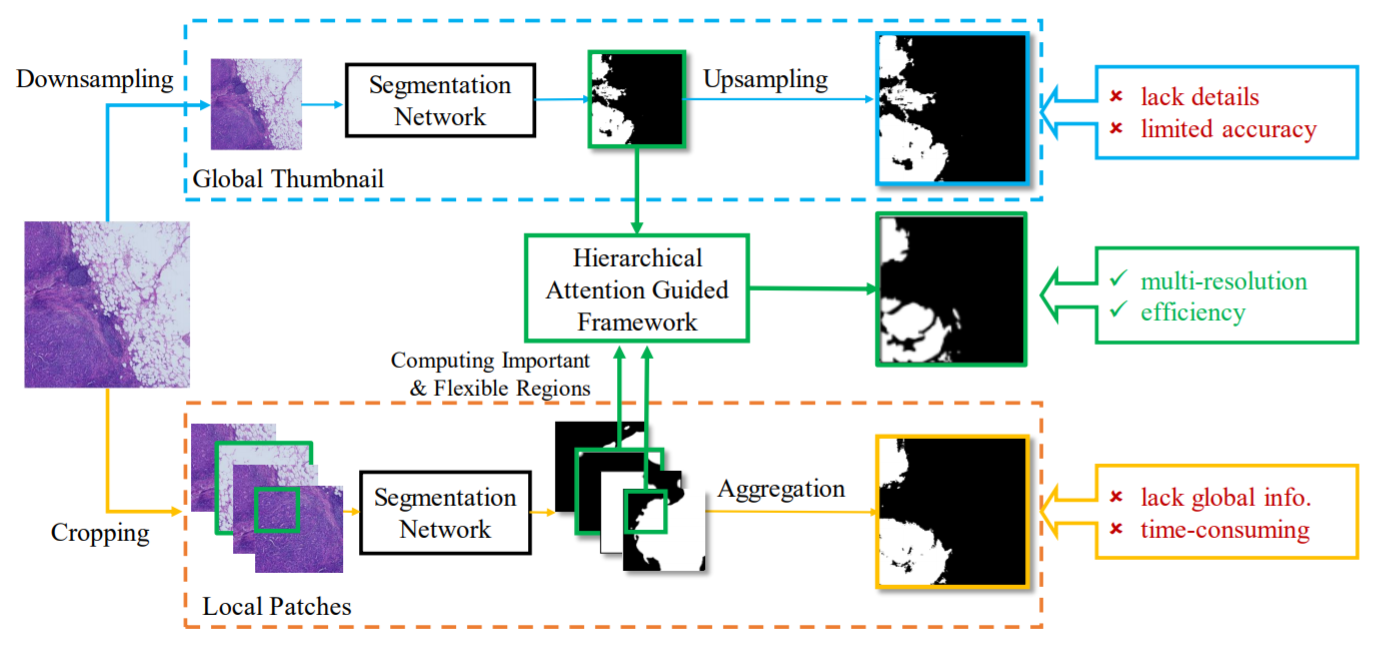 Downsampling
Segmentation
Network
Upsampling
Global Thumbnail
✘ lack details
✘ limited accuracy
Hierarchical
Attention Guided
Framework
✓ multi-resolution
✓ efficiency
Computing Important
& Flexible Regions
Cropping
Segmentation
Network
Aggregation
Local Patches
✘ lack global info.
✘ time-consuming